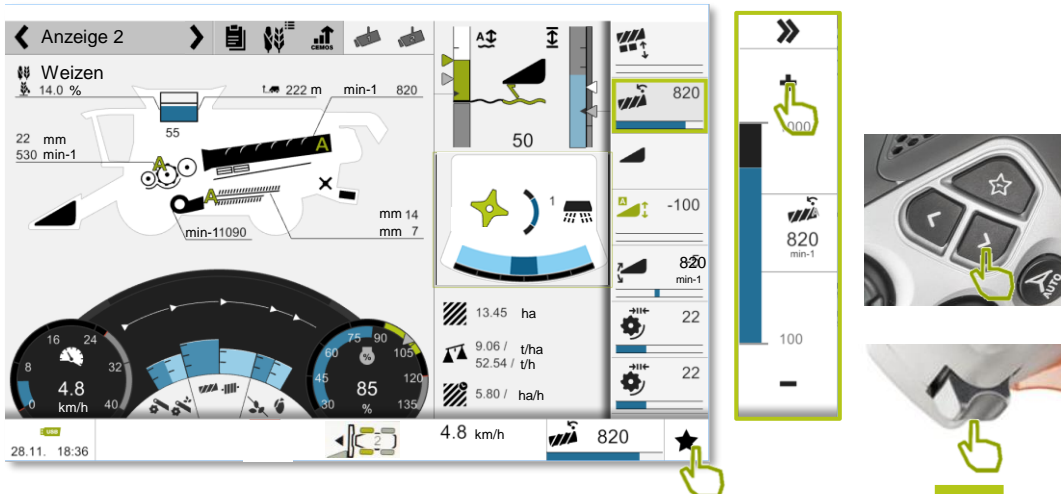 Anzeige 2
CEMOS
Weizen
14.0 %
222 m
min-1 820
55
22 mm
530 min-1
A
A
A
min-11090
mm 14
mm 7
A
50
1
820
A
-100
820
min-1
22
22
13.45 ha
9.06 / t/ha
52.54 / t/h
5.80 / ha/h
0
8
16
24
32
40
4.8
km/h
30
45
60
75
90
105
120
135
%
85
%
USB
28.11. 18:36
2
4.8 km/h
820
1000
820
min-1
100
AUTO